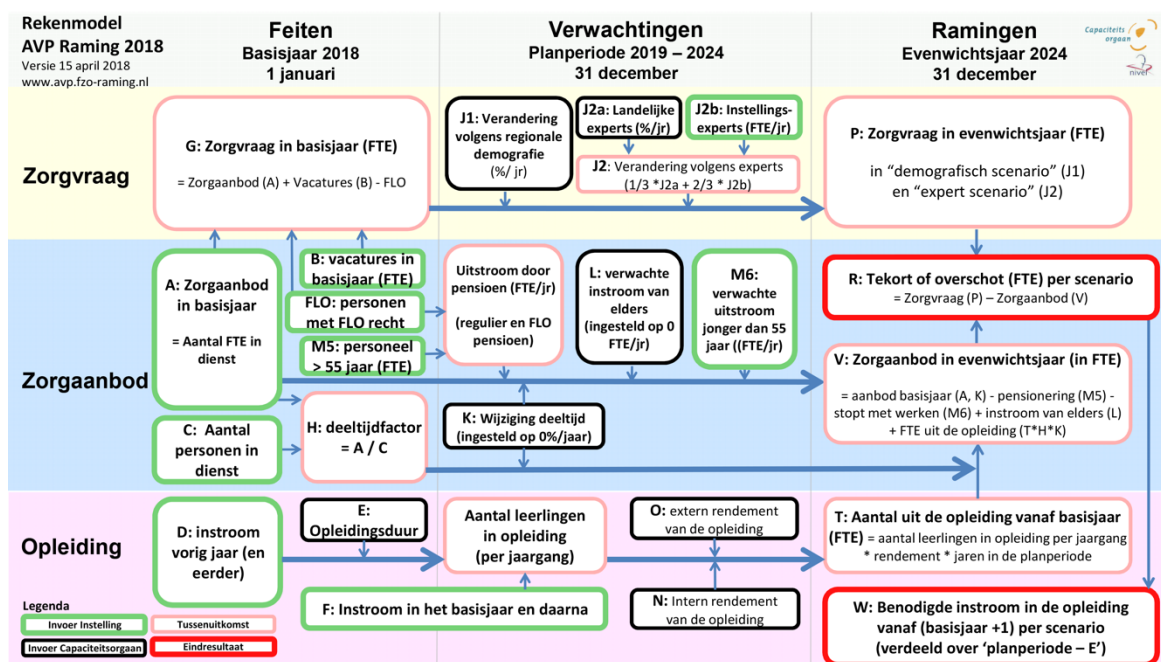 Rekenmodel
AVP Raming 2018
Versie 15 april 2018
www.avp.fzo-raming.nl
Feiten
Basisjaar 2018
1 januari
Verwachtingen
Planperiode 2019 – 2024
31 december
Ramingen
Evenwichtsjaar 2024
31 december
Capaciteits
orgaan
nivel
Zorgvraag
G: Zorgvraag in basisjaar (FTE)
= Zorgaanbod (A) + Vacatures (B) - FLO
J1: Verandering
volgens regionale
demografie
(%/ jr)
J2a: Landelijke
experts (%/jr)
J2b: Instellings-
experts (FTE/jr)
J2: Verandering volgens experts
(1/3 *J2a + 2/3 * J2b)
P: Zorgvraag in evenwichtsjaar (FTE)
in “demografisch scenario” (J1)
en “expert scenario” (J2)
Zorgaanbod
A: Zorgaanbod
in basisjaar
= Aantal FTE in
dienst
B: vacatures in
basisjaar (FTE)
FLO: personen
met FLO recht
M5: personeel
> 55 jaar (FTE)
Uitstroom door
pensioen (FTE/jr)
(regulier en FLO
pensioen)
L: verwachte
instroom van
elders
(ingesteld op 0
FTE/jr)
M6:
verwachte
uitstroom
jonger dan 55
jaar ((FTE/jr)
R: Tekort of overschot (FTE) per scenario
= Zorgvraag (P) – Zorgaanbod (V)
V: Zorgaanbod in evenwichtsjaar (in FTE)
= aanbod basisjaar (A, K) - pensionering (M5) -
stopt met werken (M6) + instroom van elders (L)
+ FTE uit de opleiding (T*H*K)
C: Aantal
personen in
dienst
H: deeltijdfactor
= A / C
K: Wijziging deeltijd
(ingesteld op 0%/jaar)
Opleiding
D: instroom
vorig jaar (en
eerder)
E:
Opleidingsduur
Aantal leerlingen
in opleiding
(per jaargang)
F: Instroom in het basisjaar en daarna
O: extern rendement
van de opleiding
N: Intern rendement
van de opleiding
T: Aantal uit de opleiding vanaf basisjaar
(FTE) = aantal leerlingen in opleiding per jaargang
* rendement * jaren in de planperiode
W: Benodigde instroom in de opleiding
vanaf (basisjaar +1) per scenario
(verdeeld over ‘planperiode – E’)
Legenda
Invoer Instelling
Tussenuitkomst
Invoer Capaciteitsorgaan
Eindresultaat